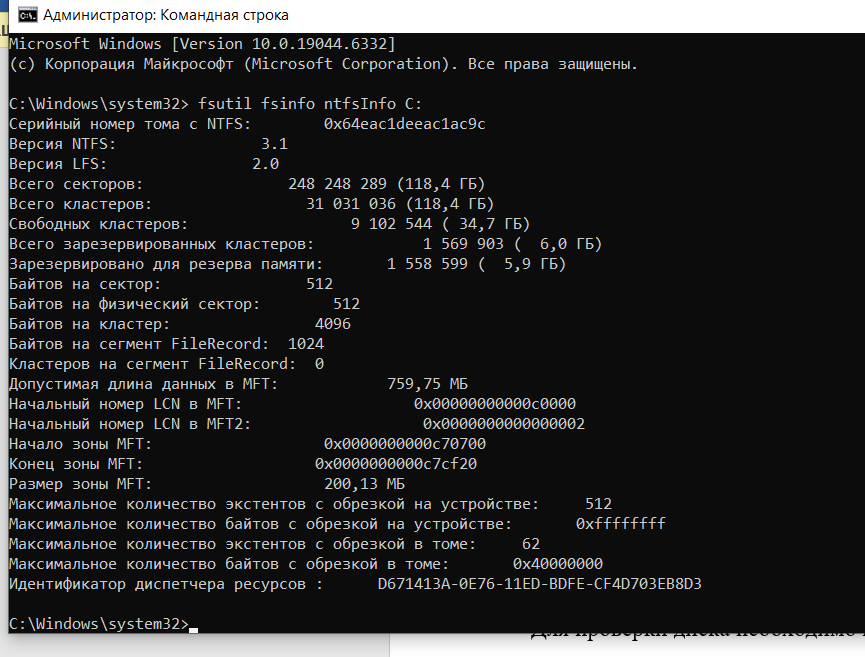 Администратор: Командная строка
Microsoft Windows [Version 10.0.19044.6332]
(c) Корпорация Майкрософт (Microsoft Corporation). Все права защищены.
C:\Windows\system32> fsutil fsinfo ntfsInfo C:
Серийный номер тома с NTFS: 0x64eac1deeac1ac9c
Версия NTFS: 3.1
Версия LFS: 2.0
Всего секторов: 248 248 289 (118,4 ГБ)
Всего кластеров: 31 031 036 (118,4 ГБ)
Свободных кластеров: 9 102 544 ( 34,7 ГБ)
Всего зарезервированных кластеров: 1 569 903 ( 6,0 ГБ)
Зарезервировано для резерва памяти: 1 558 599 ( 5,9 ГБ)
Байтов на сектор: 512
Байтов на физический сектор: 512
Байтов на кластер: 4096
Байтов на сегмент FileRecord: 1024
Кластеров на сегмент FileRecord: 0
Допустимая длина данных в MFT: 759,75 МБ
Начальный номер LCN в MFT: 0x00000000000c0000
Начальный номер LCN в MFT2: 0x0000000000000002
Начало зоны MFT: 0x0000000000c70700
Конец зоны MFT: 0x0000000000c7cf20
Размер зоны MFT: 200,13 МБ
Максимальное количество экстентов с обрезкой на устройстве: 512
Максимальное количество байтов с обрезкой на устройстве: 0xffffffff
Максимальное количество экстентов с обрезкой в томе: 62
Максимальное количество байтов с обрезкой в томе: 0x40000000
Идентификатор диспетчера ресурсов : D671413A-0E76-11ED-BDFE-CF4D703EB8D3
C:\Windows\system32>
Для проверки диска необходимо